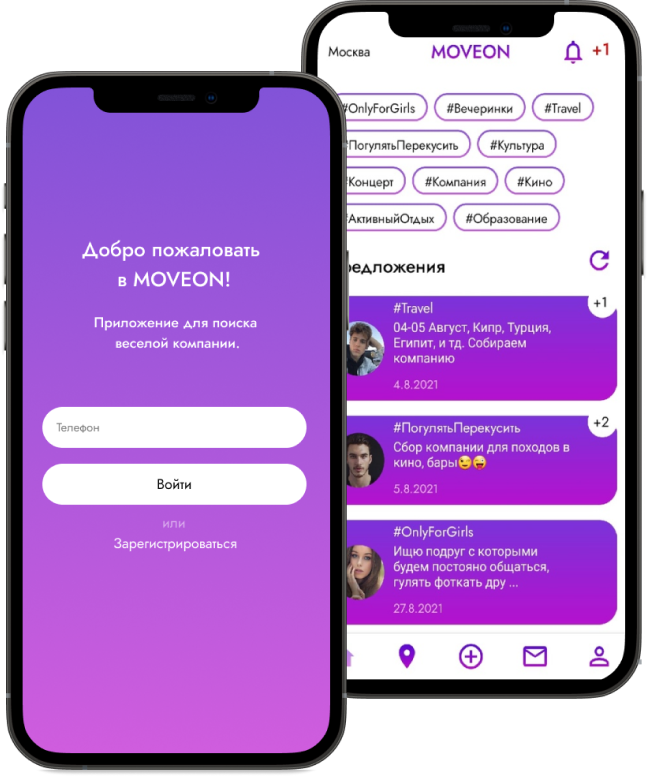 Добро пожаловать
в MOVEON!
Приложение для поиска
веселой компании.
Телефон
Войти
или
Зарегистрироваться
Москва
MOVEON
+1
#OnlyForGirls
#Вечеринки
#Travel
#ПогулятьПерекусить
#Культура
#Концерт
#Компания
#Кино
#АктивныйОтдых
#Образование
редложения
+1
#Travel
04-05 Август, Кипр, Турция,
Египит, и тд. Собираем
компанию
4.8.2021
+2
#ПогулятьПерекусить
Сбор компании для походов в
кино, бары😉😜
5.8.2021
#OnlyForGirls
Ищю подруг с которыми
будем постояно общаться,
гулять фоткать дру ...
27.8.2021